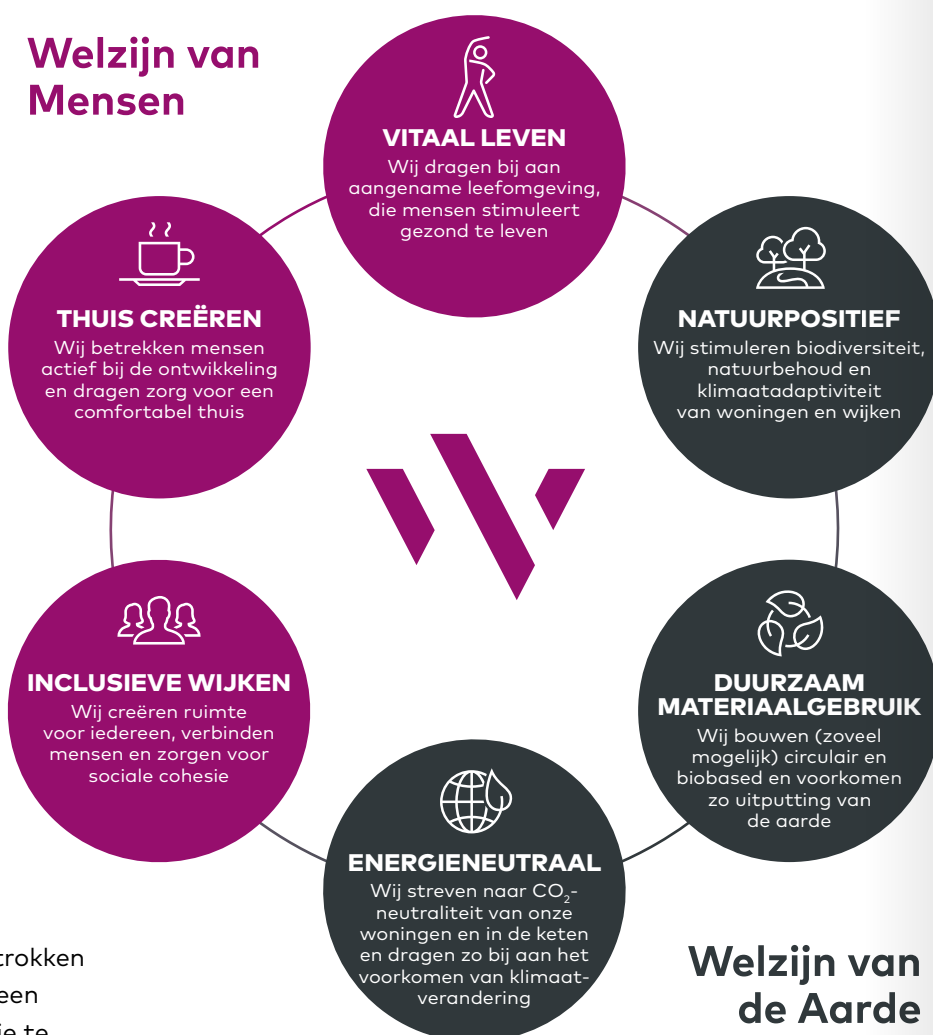 Welzijn van
Mensen
VITAAL LEVEN
Wij dragen bij aan
aangename leefomgeving,
die mensen stimuleert
gezond te leven
THUIS CREËREN
Wij betrekken mensen
actief bij de ontwikkeling
en dragen zorg voor een
comfortabel thuis
NATUURPOSITIEF
Wij stimuleren biodiversiteit,
natuurbehoud en
klimaatadaptiviteit
van woningen en wijken
INCLUSIEVE WIJKEN
Wij creëren ruimte
voor iedereen, verbinden
mensen en zorgen voor
sociale cohesie
DUURZAAM
MATERIAALGEBRUIK
Wij bouwen (zoveel
mogelijk) circulair en
biobased en voorkomen
zo uitputting van
de aarde
ENERGIENEUTRAAL
Wij streven naar CO₂-
neutraliteit van onze
woningen en in de keten
en dragen zo bij aan het
voorkomen van klimaat-
verandering
trokken
een
ie te
Welzijn van
de Aarde